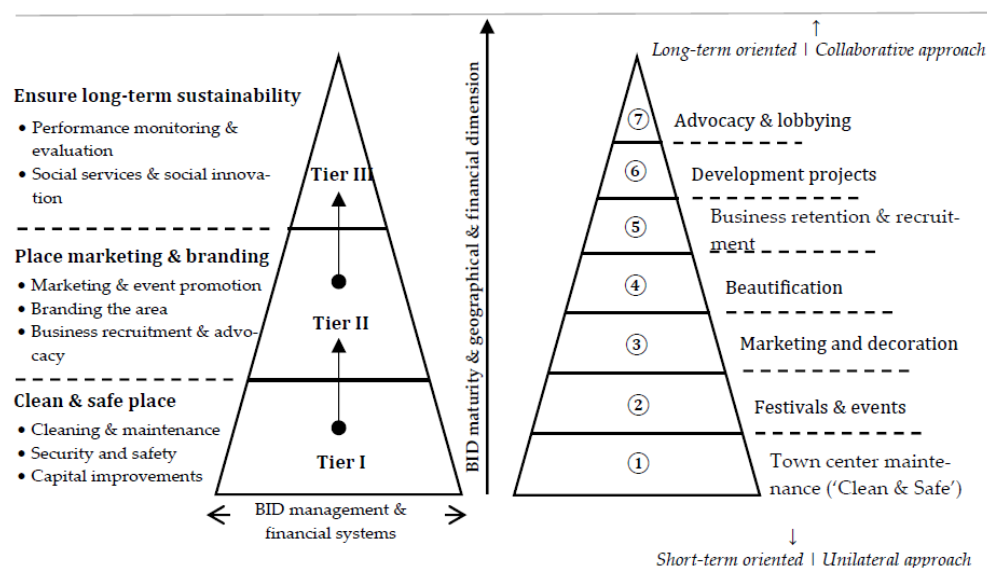 ↑
Long-term oriented | Collaborative approach
Ensure long-term sustainability
• Performance monitoring &
evaluation
• Social services & social innova-
tion
Tier III
Place marketing & branding
• Marketing & event promotion
• Branding the area
• Business recruitment & advo-
cacy
Tier II
Clean & safe place
• Cleaning & maintenance
• Security and safety
• Capital improvements
Tier I
BID management &
financial systems
BID maturity & geographical & financial dimension
⑦ Advocacy & lobbying
⑥ Development projects
⑤ Business retention & recruit-
ment
④ Beautification
③ Marketing and decoration
② Festivals & events
① Town center mainte-
nance (‘Clean & Safe’)
↓
Short-term oriented | Unilateral approach